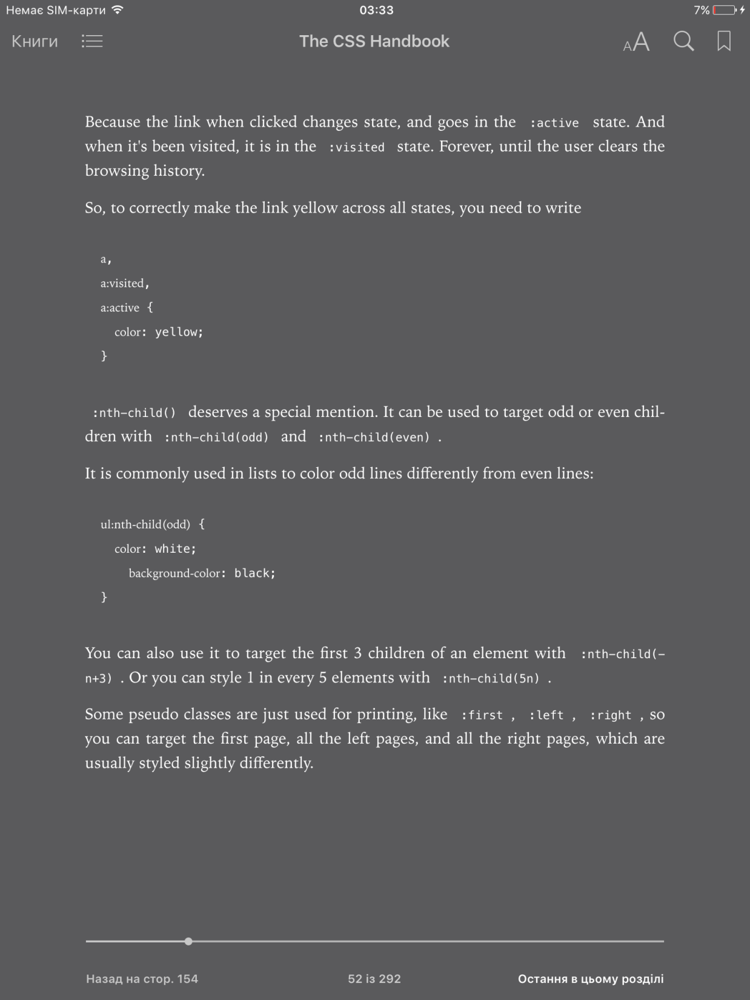 Немає SIM-карти 03:33 7%
Книги The CSS Handbook AA
Because the link when clicked changes state, and goes in the :active state. And
when it's been visited, it is in the :visited state. Forever, until the user clears the
browsing history.
So, to correctly make the link yellow across all states, you need to write
a,
a:visited,
a:active {
color: yellow;
}
:nth-child() deserves a special mention. It can be used to target odd or even chil-
dren with :nth-child(odd) and :nth-child(even) .
It is commonly used in lists to color odd lines differently from even lines:
ul:nth-child(odd) {
color: white;
background-color: black;
}
You can also use it to target the first 3 children of an element with :nth-child(-
n+3) . Or you can style 1 in every 5 elements with :nth-child(5n) .
Some pseudo classes are just used for printing, like :first , :left , :right , so
you can target the first page, all the left pages, and all the right pages, which are
usually styled slightly differently.
Назад на стор. 154 52 із 292 Остання в цьому розділі